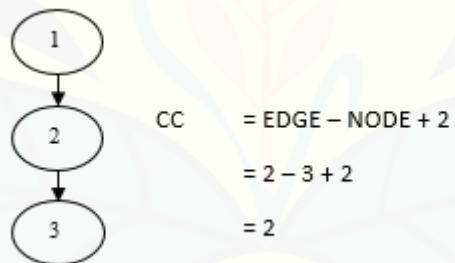 1
2
CC = EDGE – NODE + 2
= 2 – 3 + 2
3
= 2